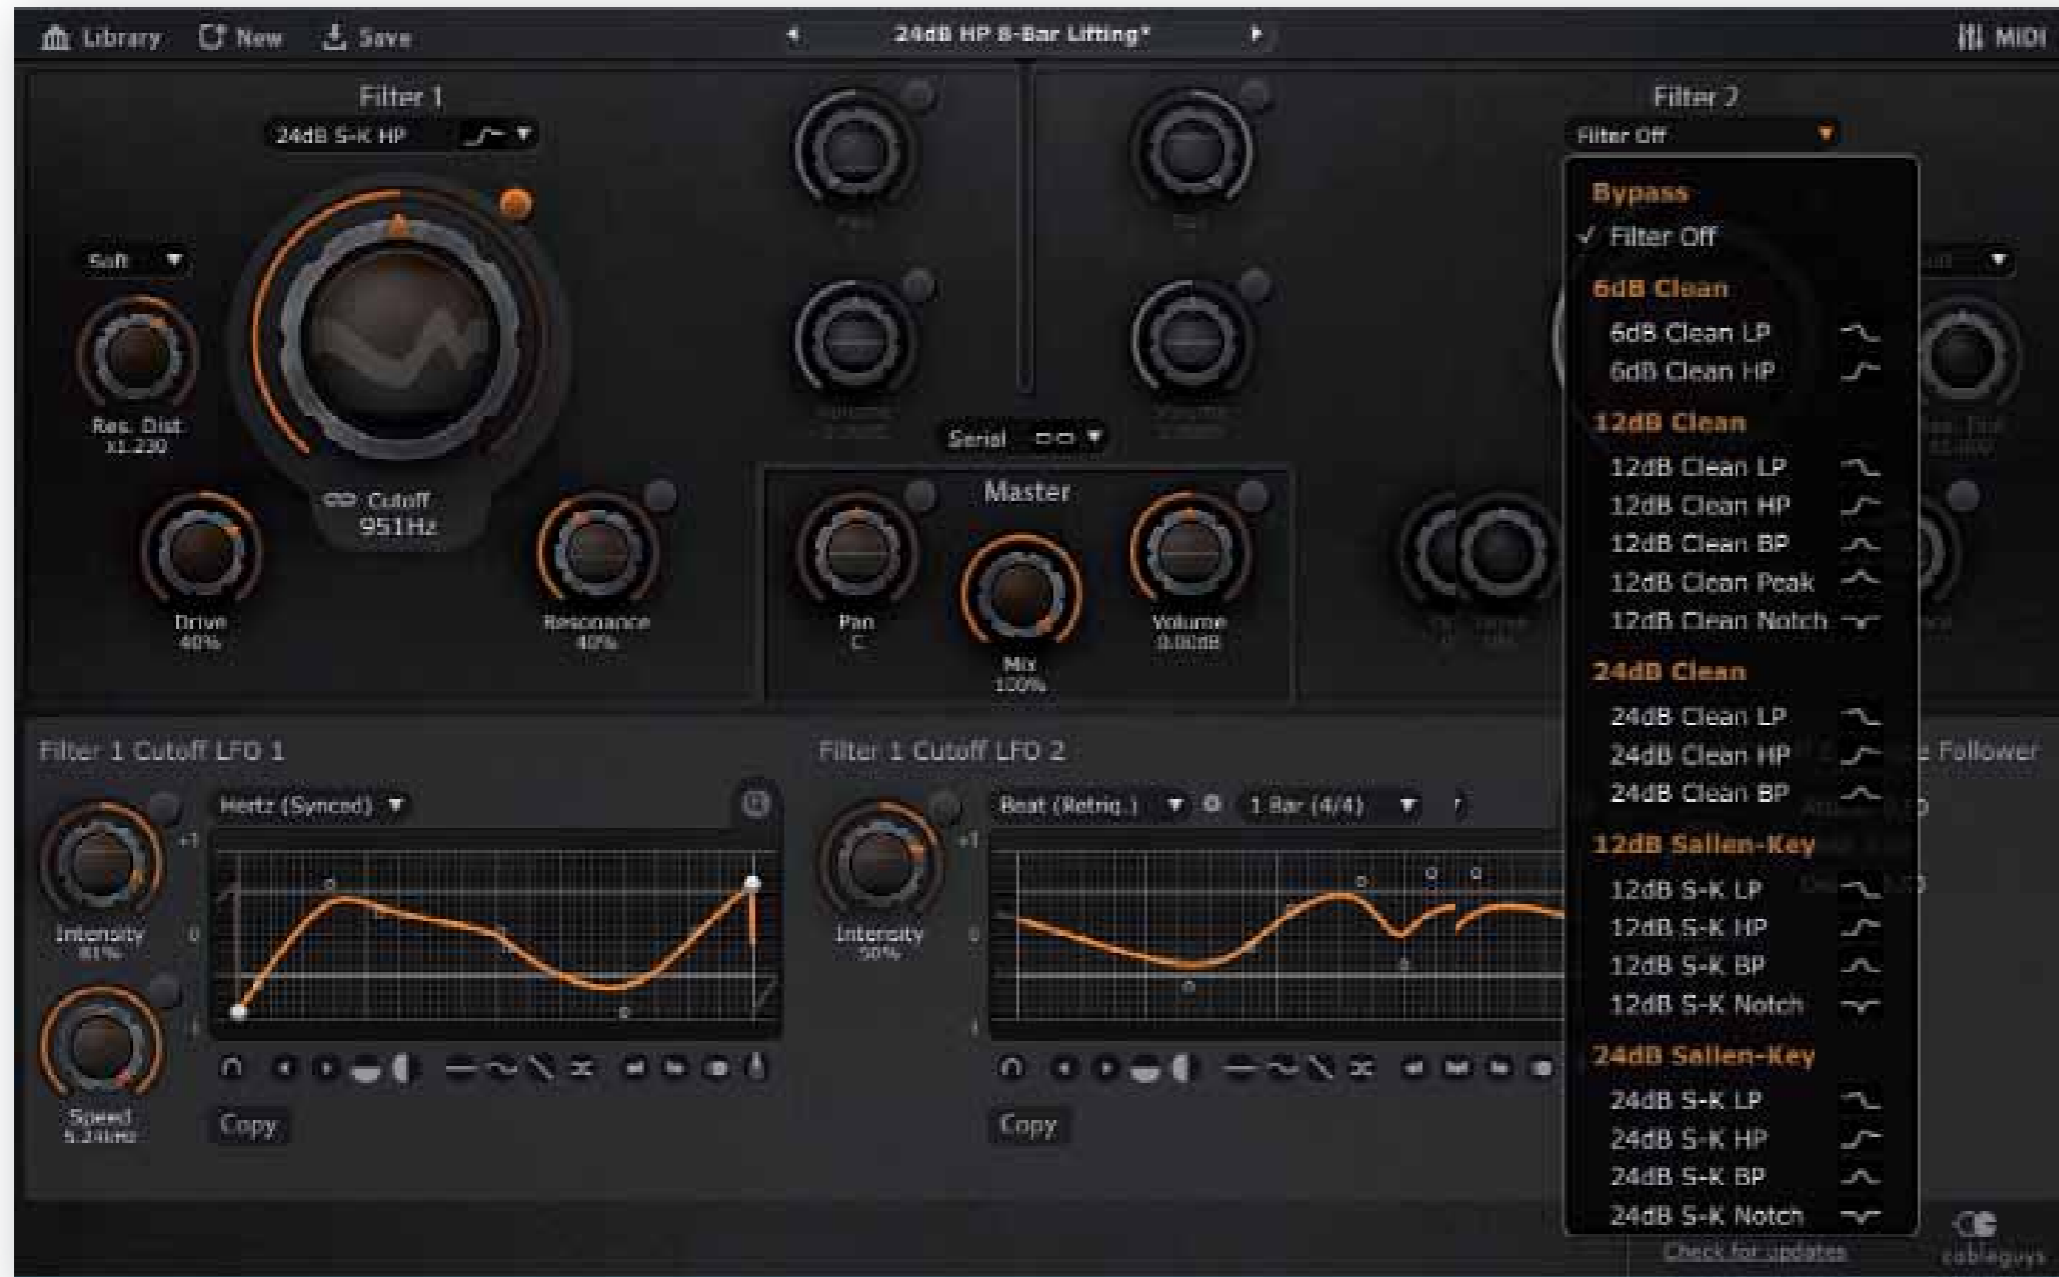 Library New Save 24dB HP 8-Bar Lifting* MIDI
Filter 1
24dB S-K HP
Soft
Res. Dist
x1.230
Cutoff
951Hz
Drive
40%
Resonance
40%
Serial
Master
Pan
C
Mix
100%
Volume
0.00dB
Filter 2
Filter Off
Bypass
✓ Filter Off
6dB Clean
6dB Clean LP
6dB Clean HP
12dB Clean
12dB Clean LP
12dB Clean HP
12dB Clean BP
12dB Clean Peak
12dB Clean Notch
24dB Clean
24dB Clean LP
24dB Clean HP
24dB Clean BP
12dB Sallen-Key
12dB S-K LP
12dB S-K HP
12dB S-K BP
12dB S-K Notch
24dB Sallen-Key
24dB S-K LP
24dB S-K HP
24dB S-K BP
24dB S-K Notch
Filter 1 Cutoff LFO 1
Hertz (Synced)
+1
0
-1
Intensity
81%
Speed
Copy
Filter 1 Cutoff LFO 2
Beat (Retrig.) 1 Bar (4/4)
+1
0
Intensity
50%
Copy
Follower
Check for updates
cableguys